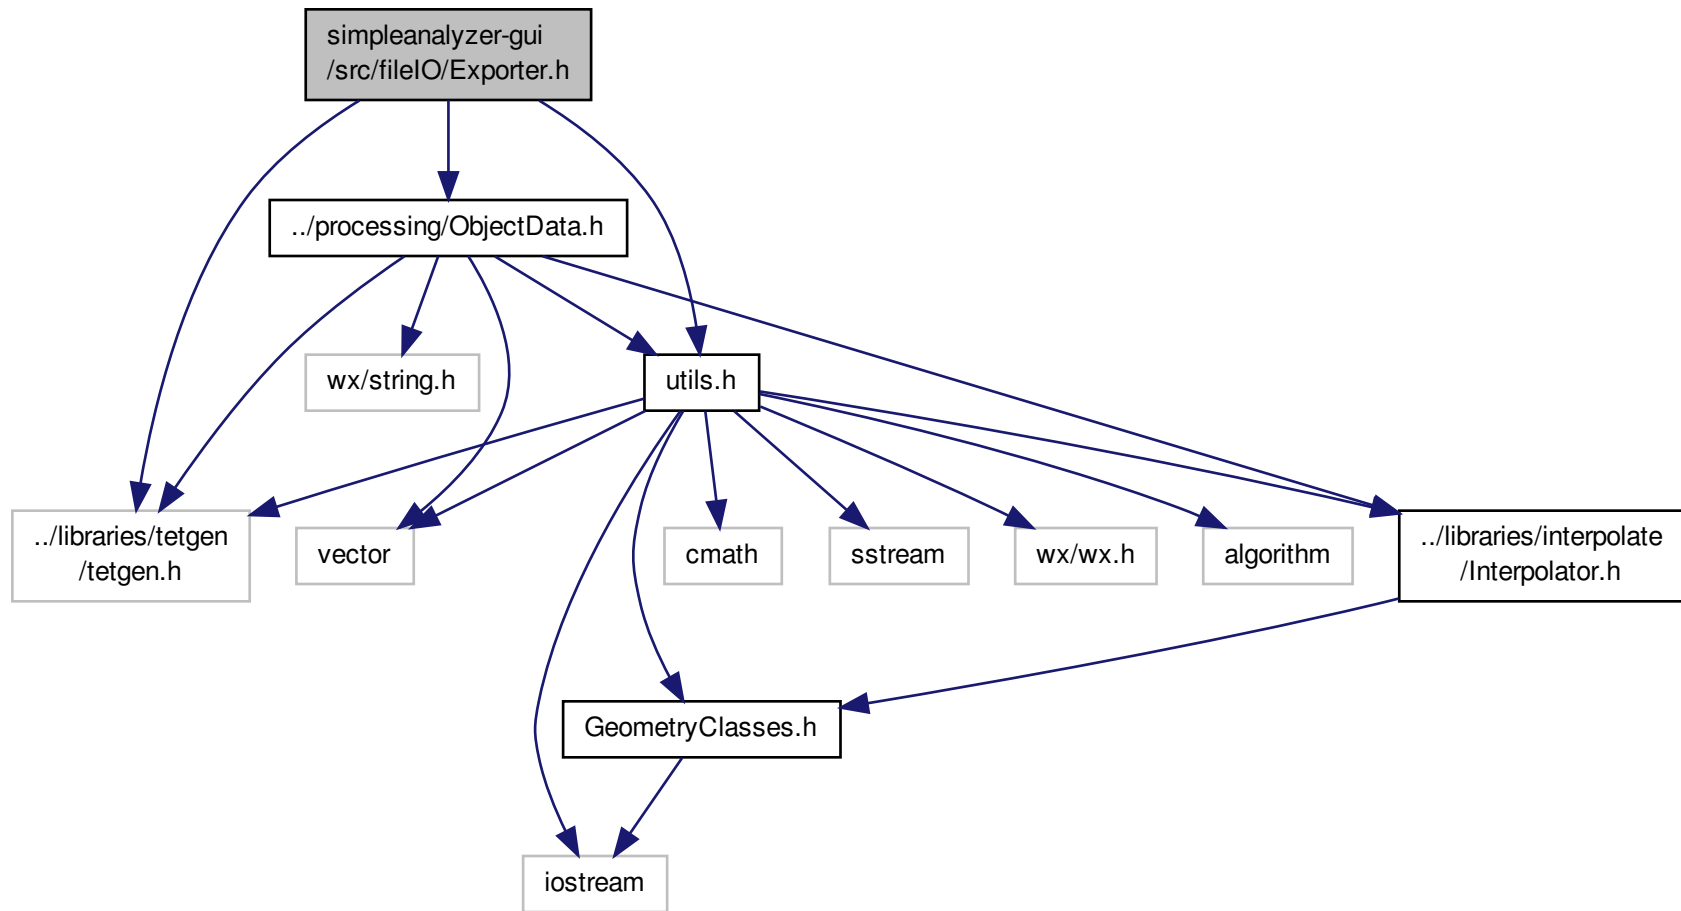 simpleanalyzer-gui
/src/fileIO/Exporter.h
../processing/ObjectData.h
wx/string.h
utils.h
../libraries/tetgen
/tetgen.h
vector
cmath
sstream
wx/wx.h
algorithm
../libraries/interpolate
/Interpolator.h
GeometryClasses.h
iostream